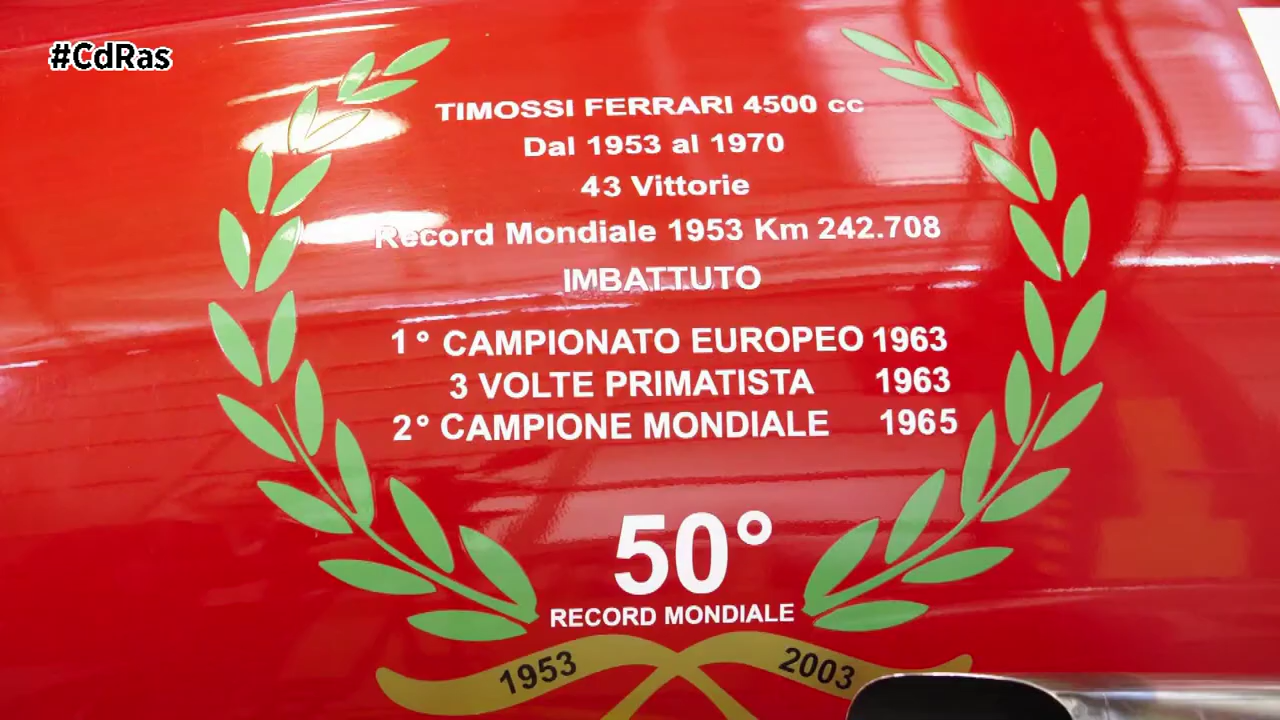 #CdRas
TIMOSSI FERRARI 4500 cc
Dal 1953 al 1970
43 Vittorie
Record Mondiale 1953 Km 242.708
IMBATTUTO
1° CAMPIONATO EUROPEO 1963
3 VOLTE PRIMATISTA 1963
2° CAMPIONE MONDIALE 1965
50°
RECORD MONDIALE
1953 2003